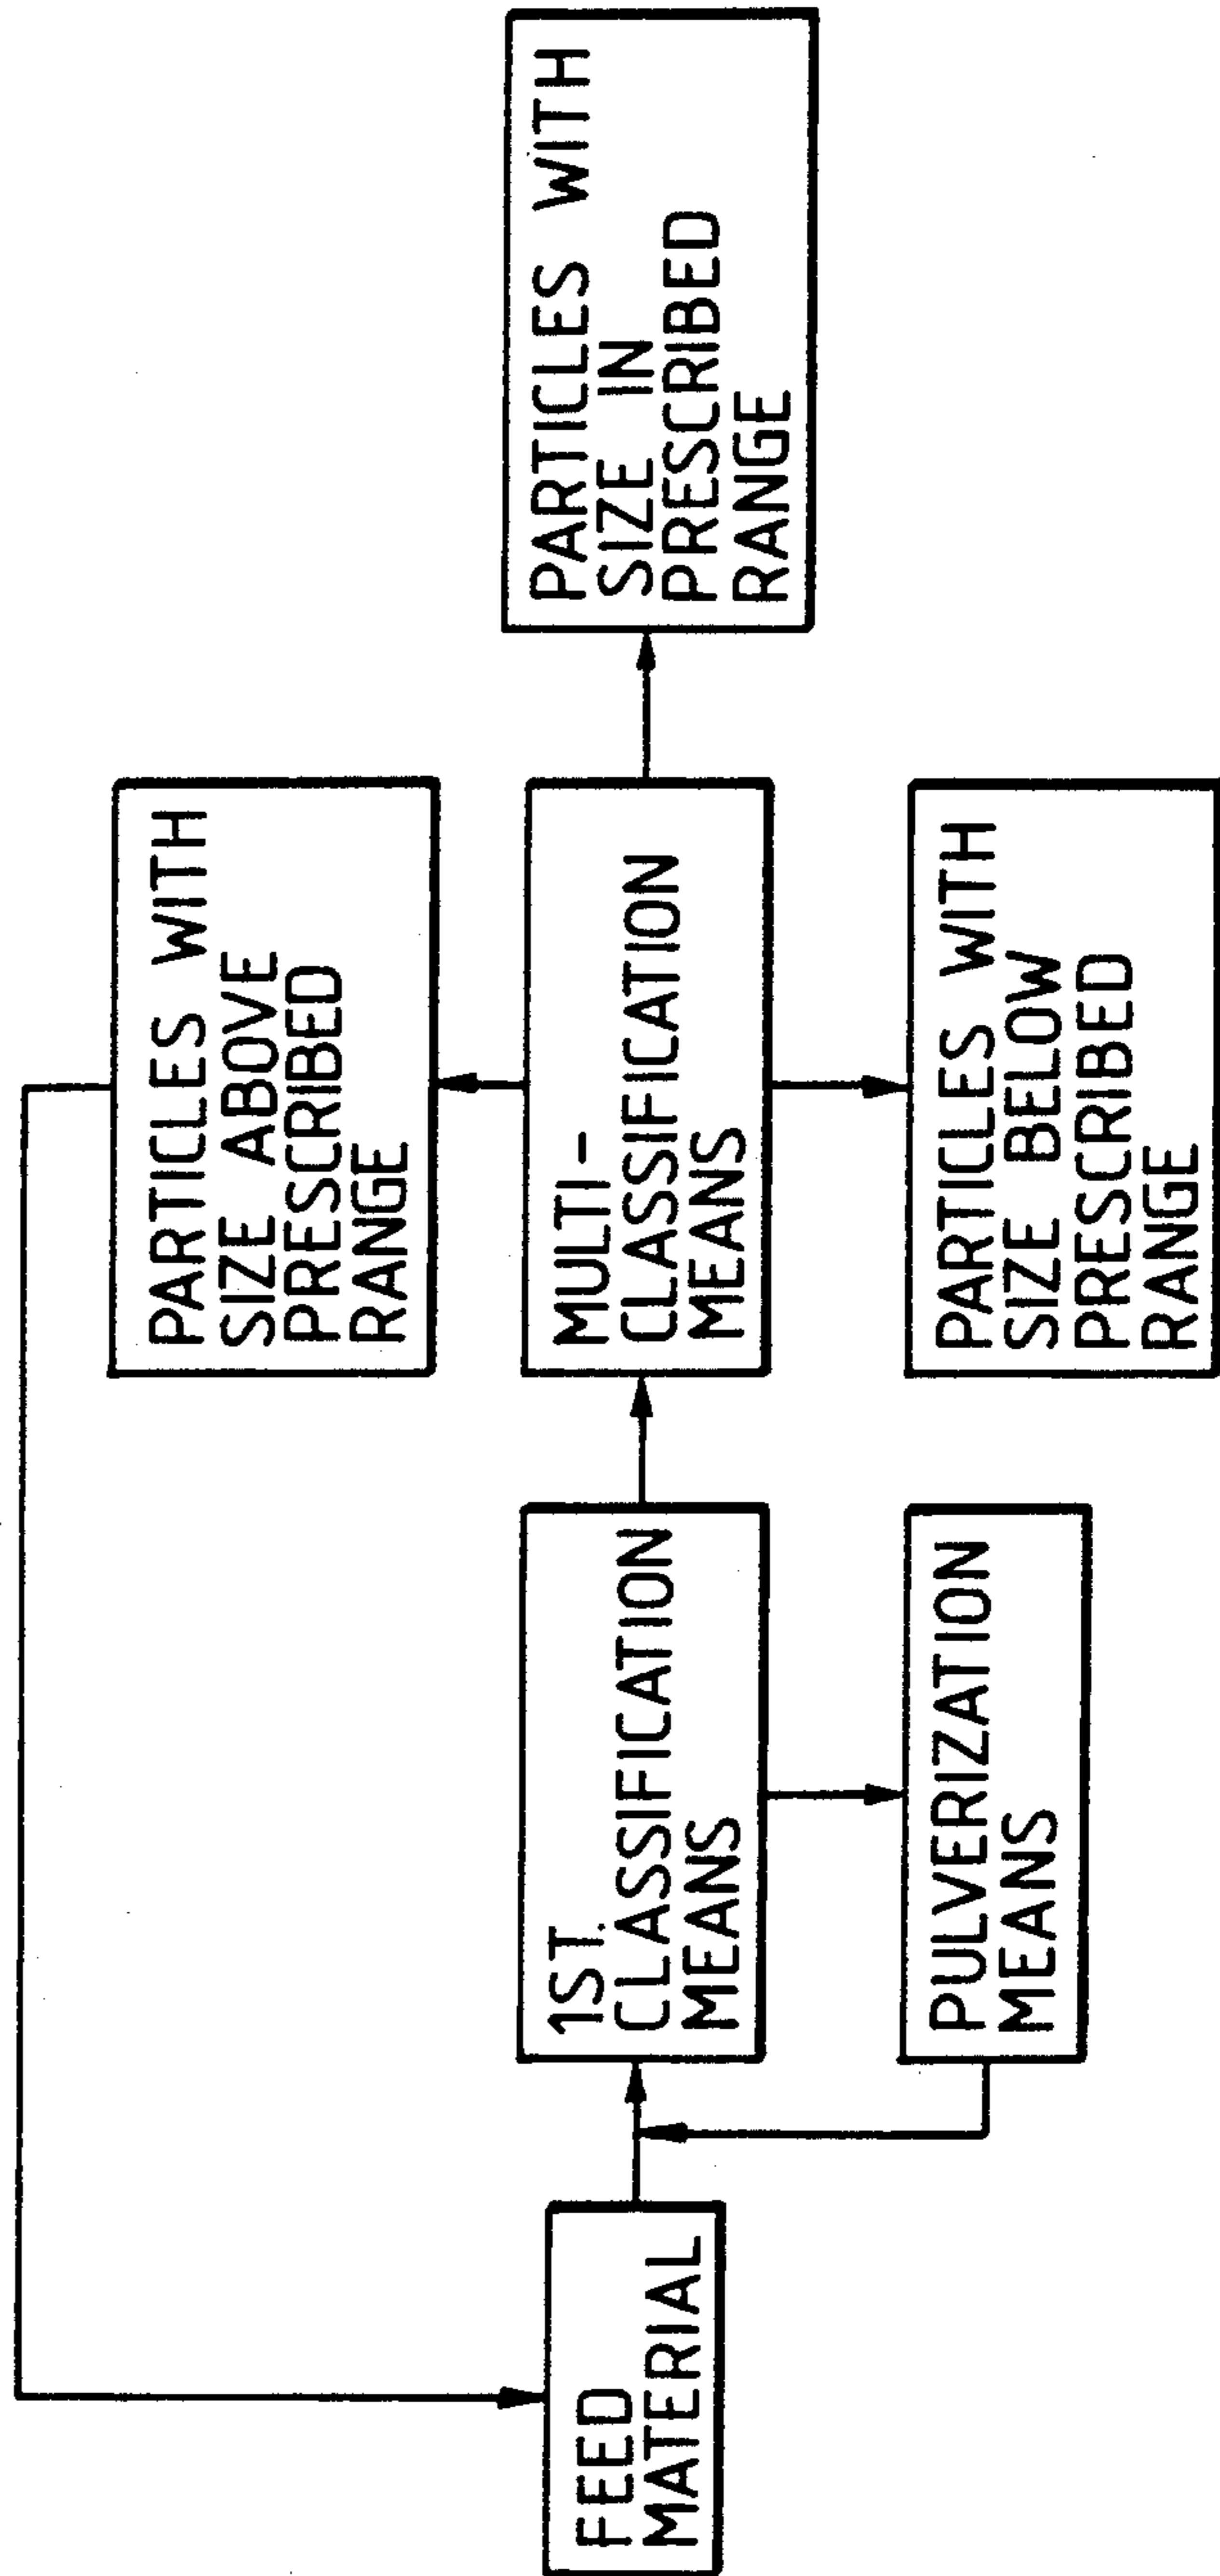 FEED
MATERIAL
1ST.
CLASSIFICATION
MEANS
PULVERIZATION
MEANS
PARTICLES WITH
SIZE ABOVE
PRESCRIBED
RANGE
MULTI-
CLASSIFICATION
MEANS
PARTICLES WITH
SIZE BELOW
PRESCRIBED
RANGE
PARTICLES WITH
SIZE IN
PRESCRIBED
RANGE